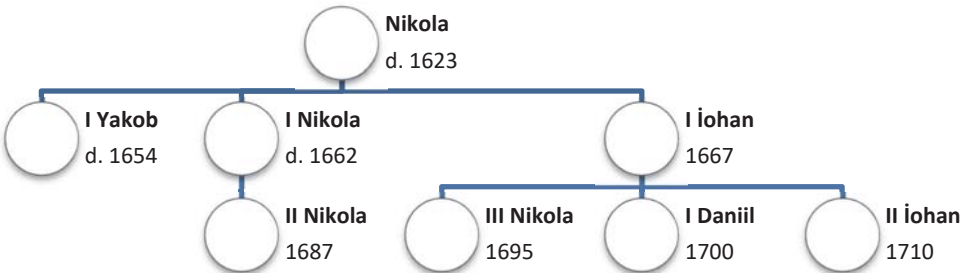 Nikola
d. 1623
I Yakob
d. 1654
I Nikola
d. 1662
I İohan
1667
II Nikola
1687
III Nikola
1695
I Daniil
1700
II İohan
1710